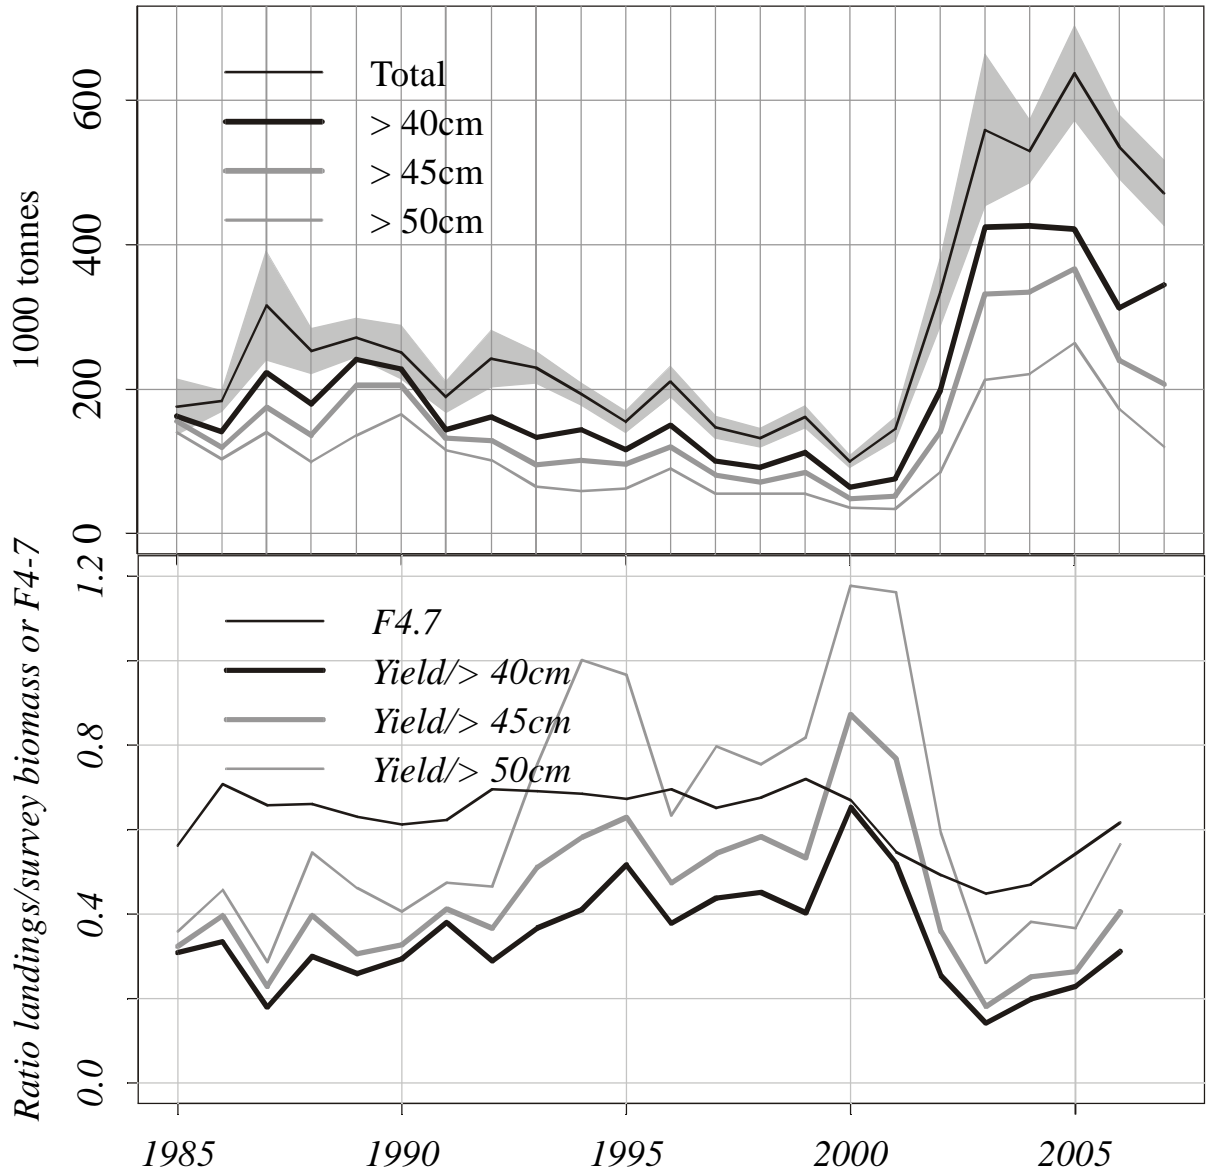 1000 tonnes
600
400
200
0
Total
> 40cm
> 45cm
> 50cm
Ratio landings/survey biomass or F4-7
1.2
0.8
0.4
0.0
F4.7
Yield/> 40cm
Yield/> 45cm
Yield/> 50cm
1985 1990 1995 2000 2005